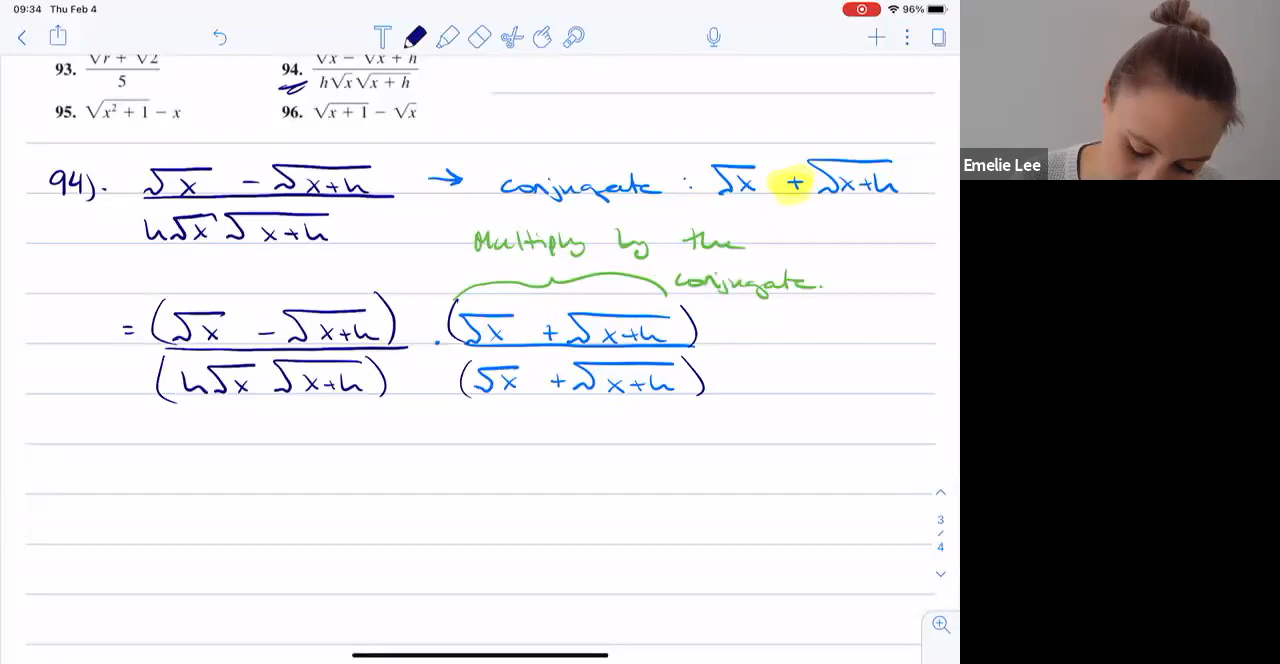 09:34 Thu Feb 4
96%
93. √r + √2 / 5
94. √x − √x + h / h√x√x + h
95. √x² + 1 − x
96. √x + 1 − √x
94). √x − √x+h / h√x √x+h → conjugate : √x + √x+h
Multiply by the
conjugate.
= (√x − √x+h) / (h√x √x+h) · (√x + √x+h) / (√x + √x+h)
3 / 4
Emelie Lee